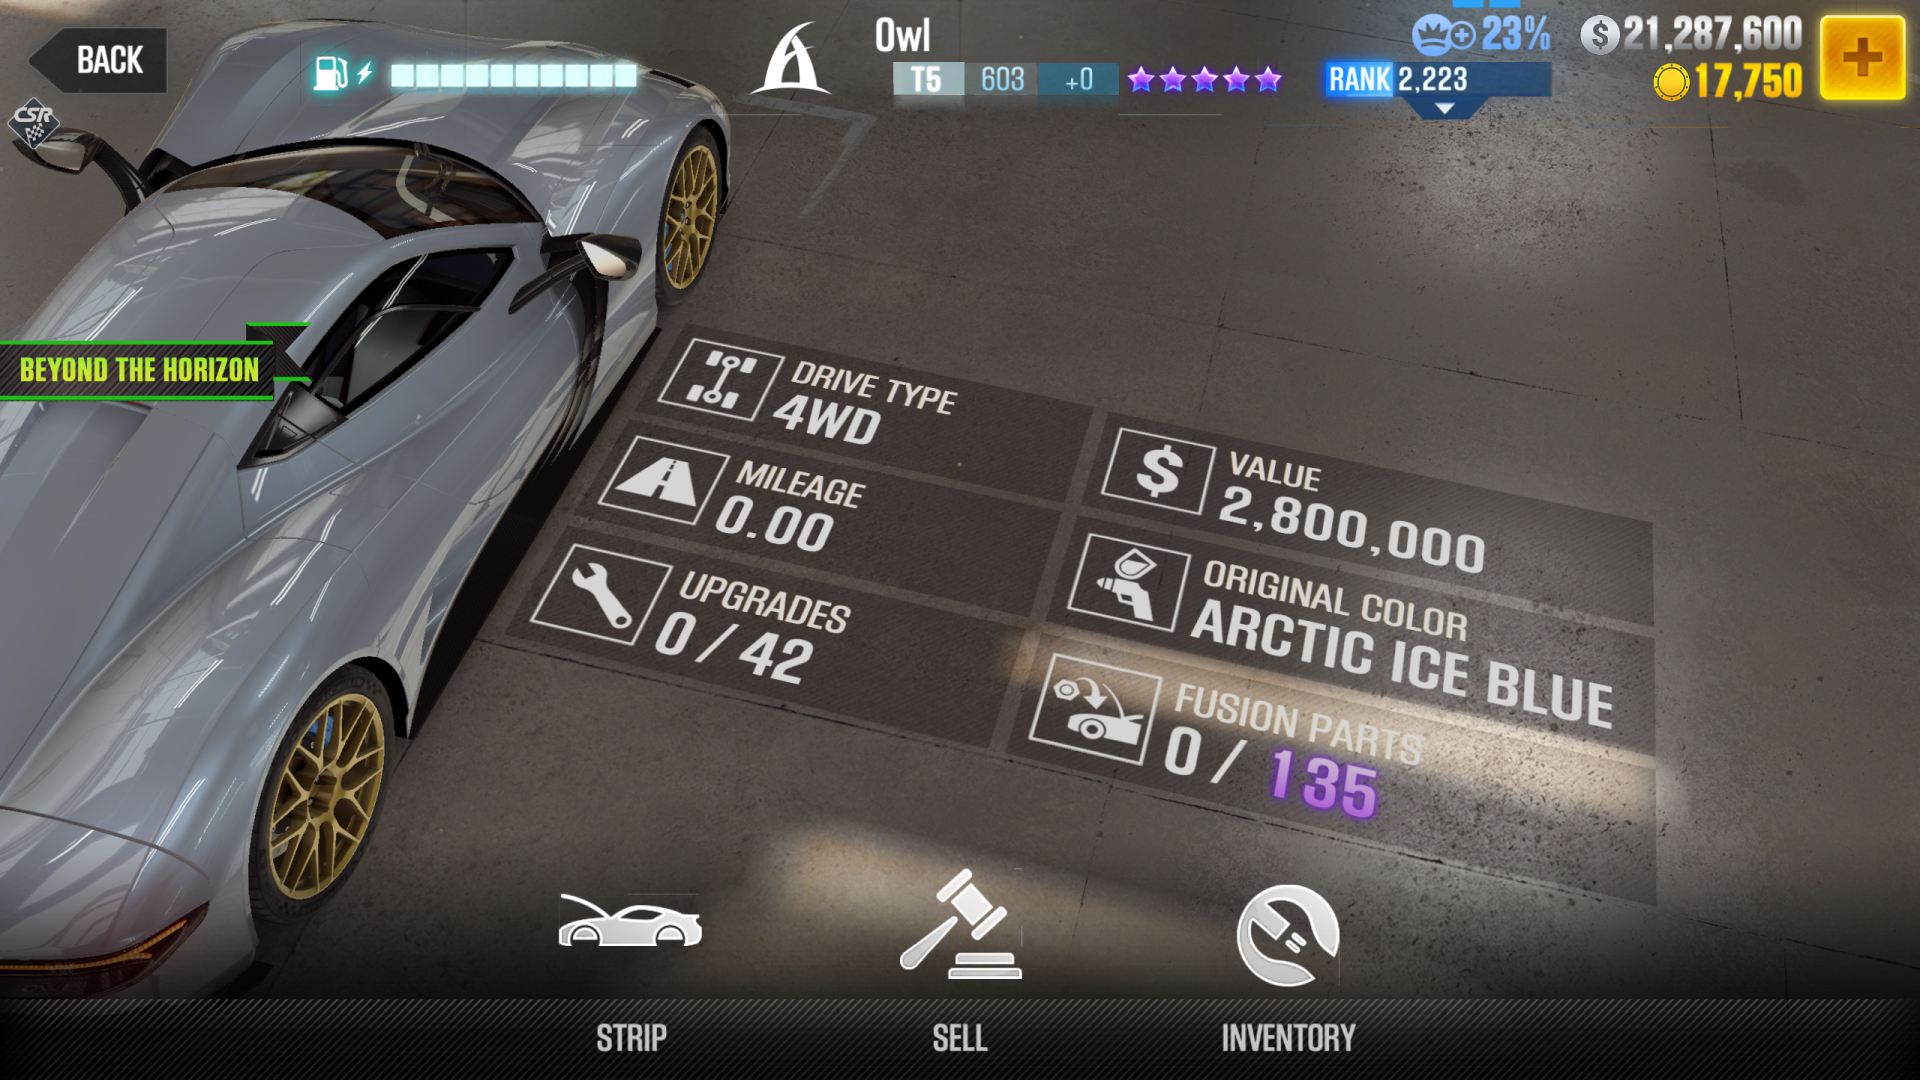 BACK
Owl
T5 603 +0
RANK 2,223
23%
21,287,600
17,750
CSR
BEYOND THE HORIZON
DRIVE TYPE
4WD
MILEAGE
0.00
UPGRADES
0/42
VALUE
2,800,000
ORIGINAL COLOR
ARCTIC ICE BLUE
FUSION PARTS
0/ 135
STRIP
SELL
INVENTORY